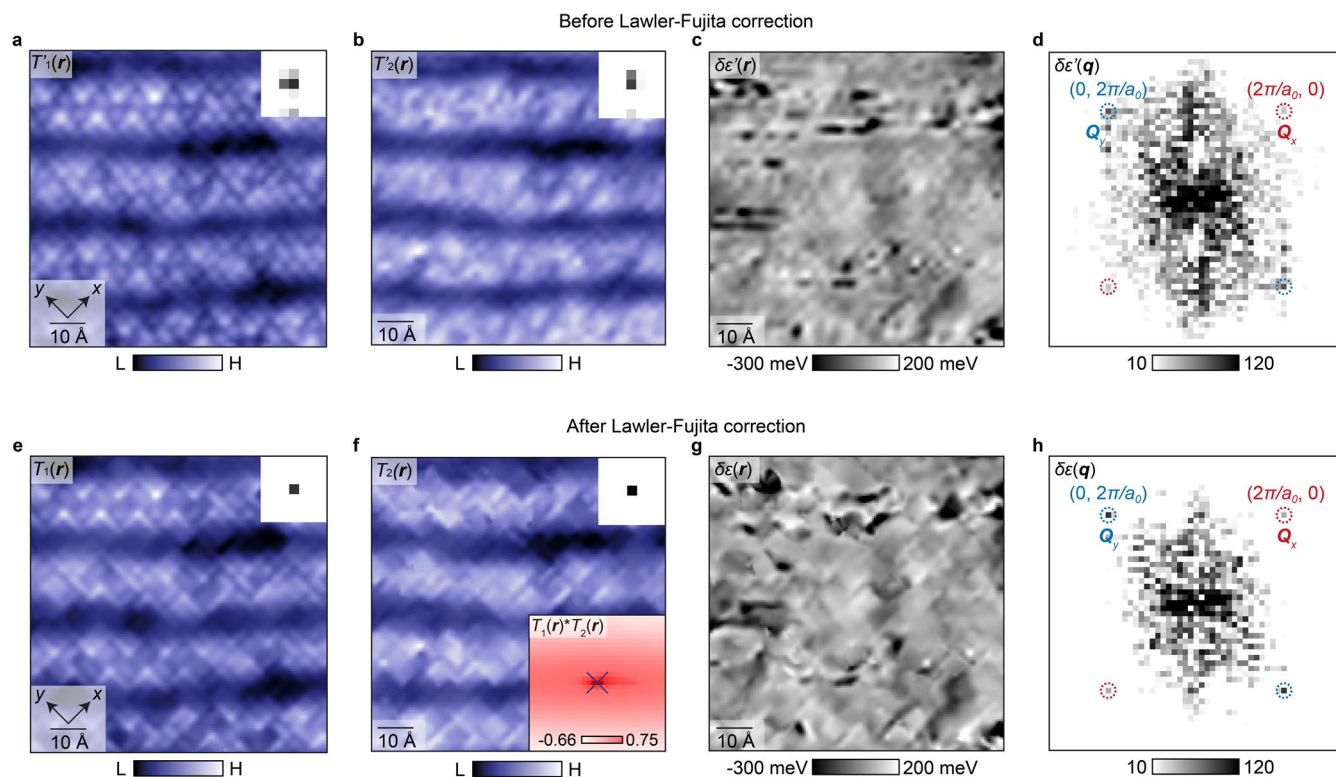 Before Lawler-Fujita correction
a
T'₁(r)
y x
10 Å
L H
b
T'₂(r)
10 Å
L H
c
δε'(r)
10 Å
-300 meV 200 meV
d
δε'(q)
(0, 2π/a₀) (2π/a₀, 0)
Qy Qx
10 120
After Lawler-Fujita correction
e
T₁(r)
y x
10 Å
L H
f
T₂(r)
T₁(r)*T₂(r)
-0.66 0.75
10 Å
L H
g
δε(r)
10 Å
-300 meV 200 meV
h
δε(q)
(0, 2π/a₀) (2π/a₀, 0)
Qy Qx
10 120